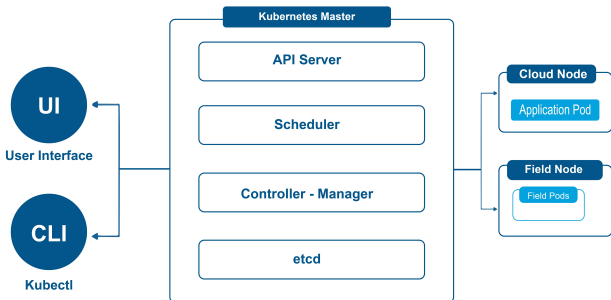 Kubernetes Master
API Server
Scheduler
Controller - Manager
etcd
UI
User Interface
CLI
Kubectl
Cloud Node
Application Pod
Field Node
Field Pods